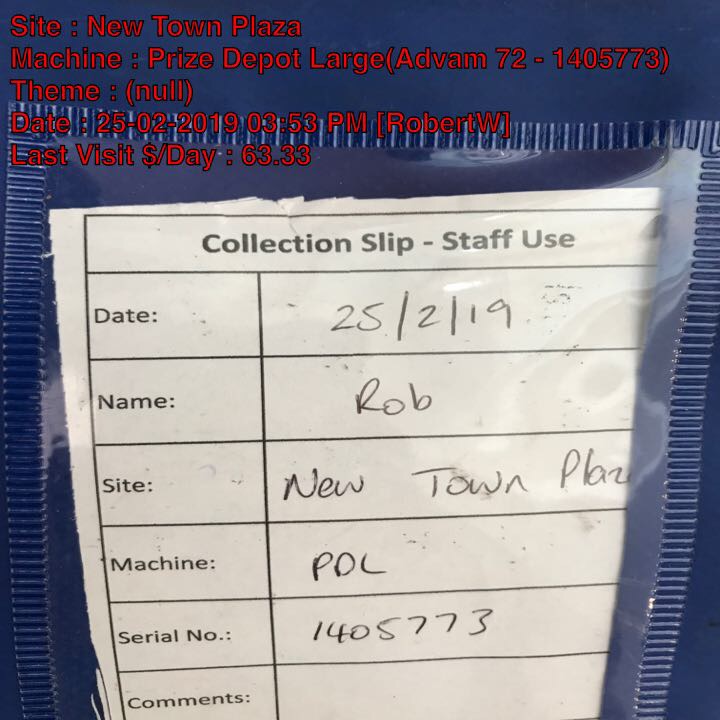 Site : New Town Plaza
Machine : Prize Depot Large(Advam 72 - 1405773)
Theme : (null)
Date : 25-02-2019 03:53 PM [RobertW]
Last Visit $/Day : 63.33
Collection Slip - Staff Use
Date: 25/2/19
Name: Rob
Site: New Town Plaz
Machine: PDL
Serial No.: 1405773
Comments: